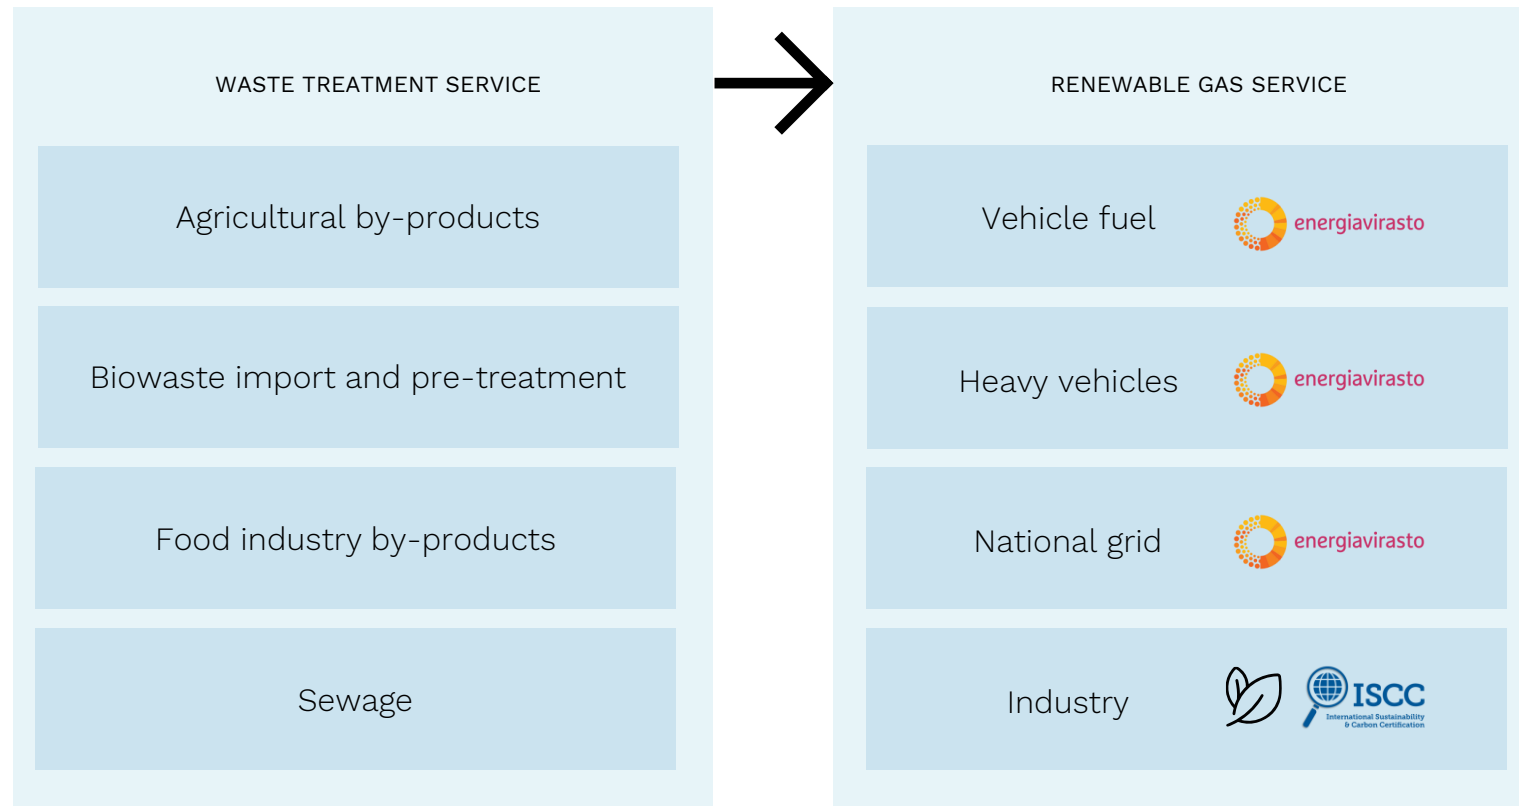 WASTE TREATMENT SERVICE
Agricultural by-products
Biowaste import and pre-treatment
Food industry by-products
Sewage
RENEWABLE GAS SERVICE
Vehicle fuel energiavirasto
Heavy vehicles energiavirasto
National grid energiavirasto
Industry ISCC
International Sustainability
& Carbon Certification